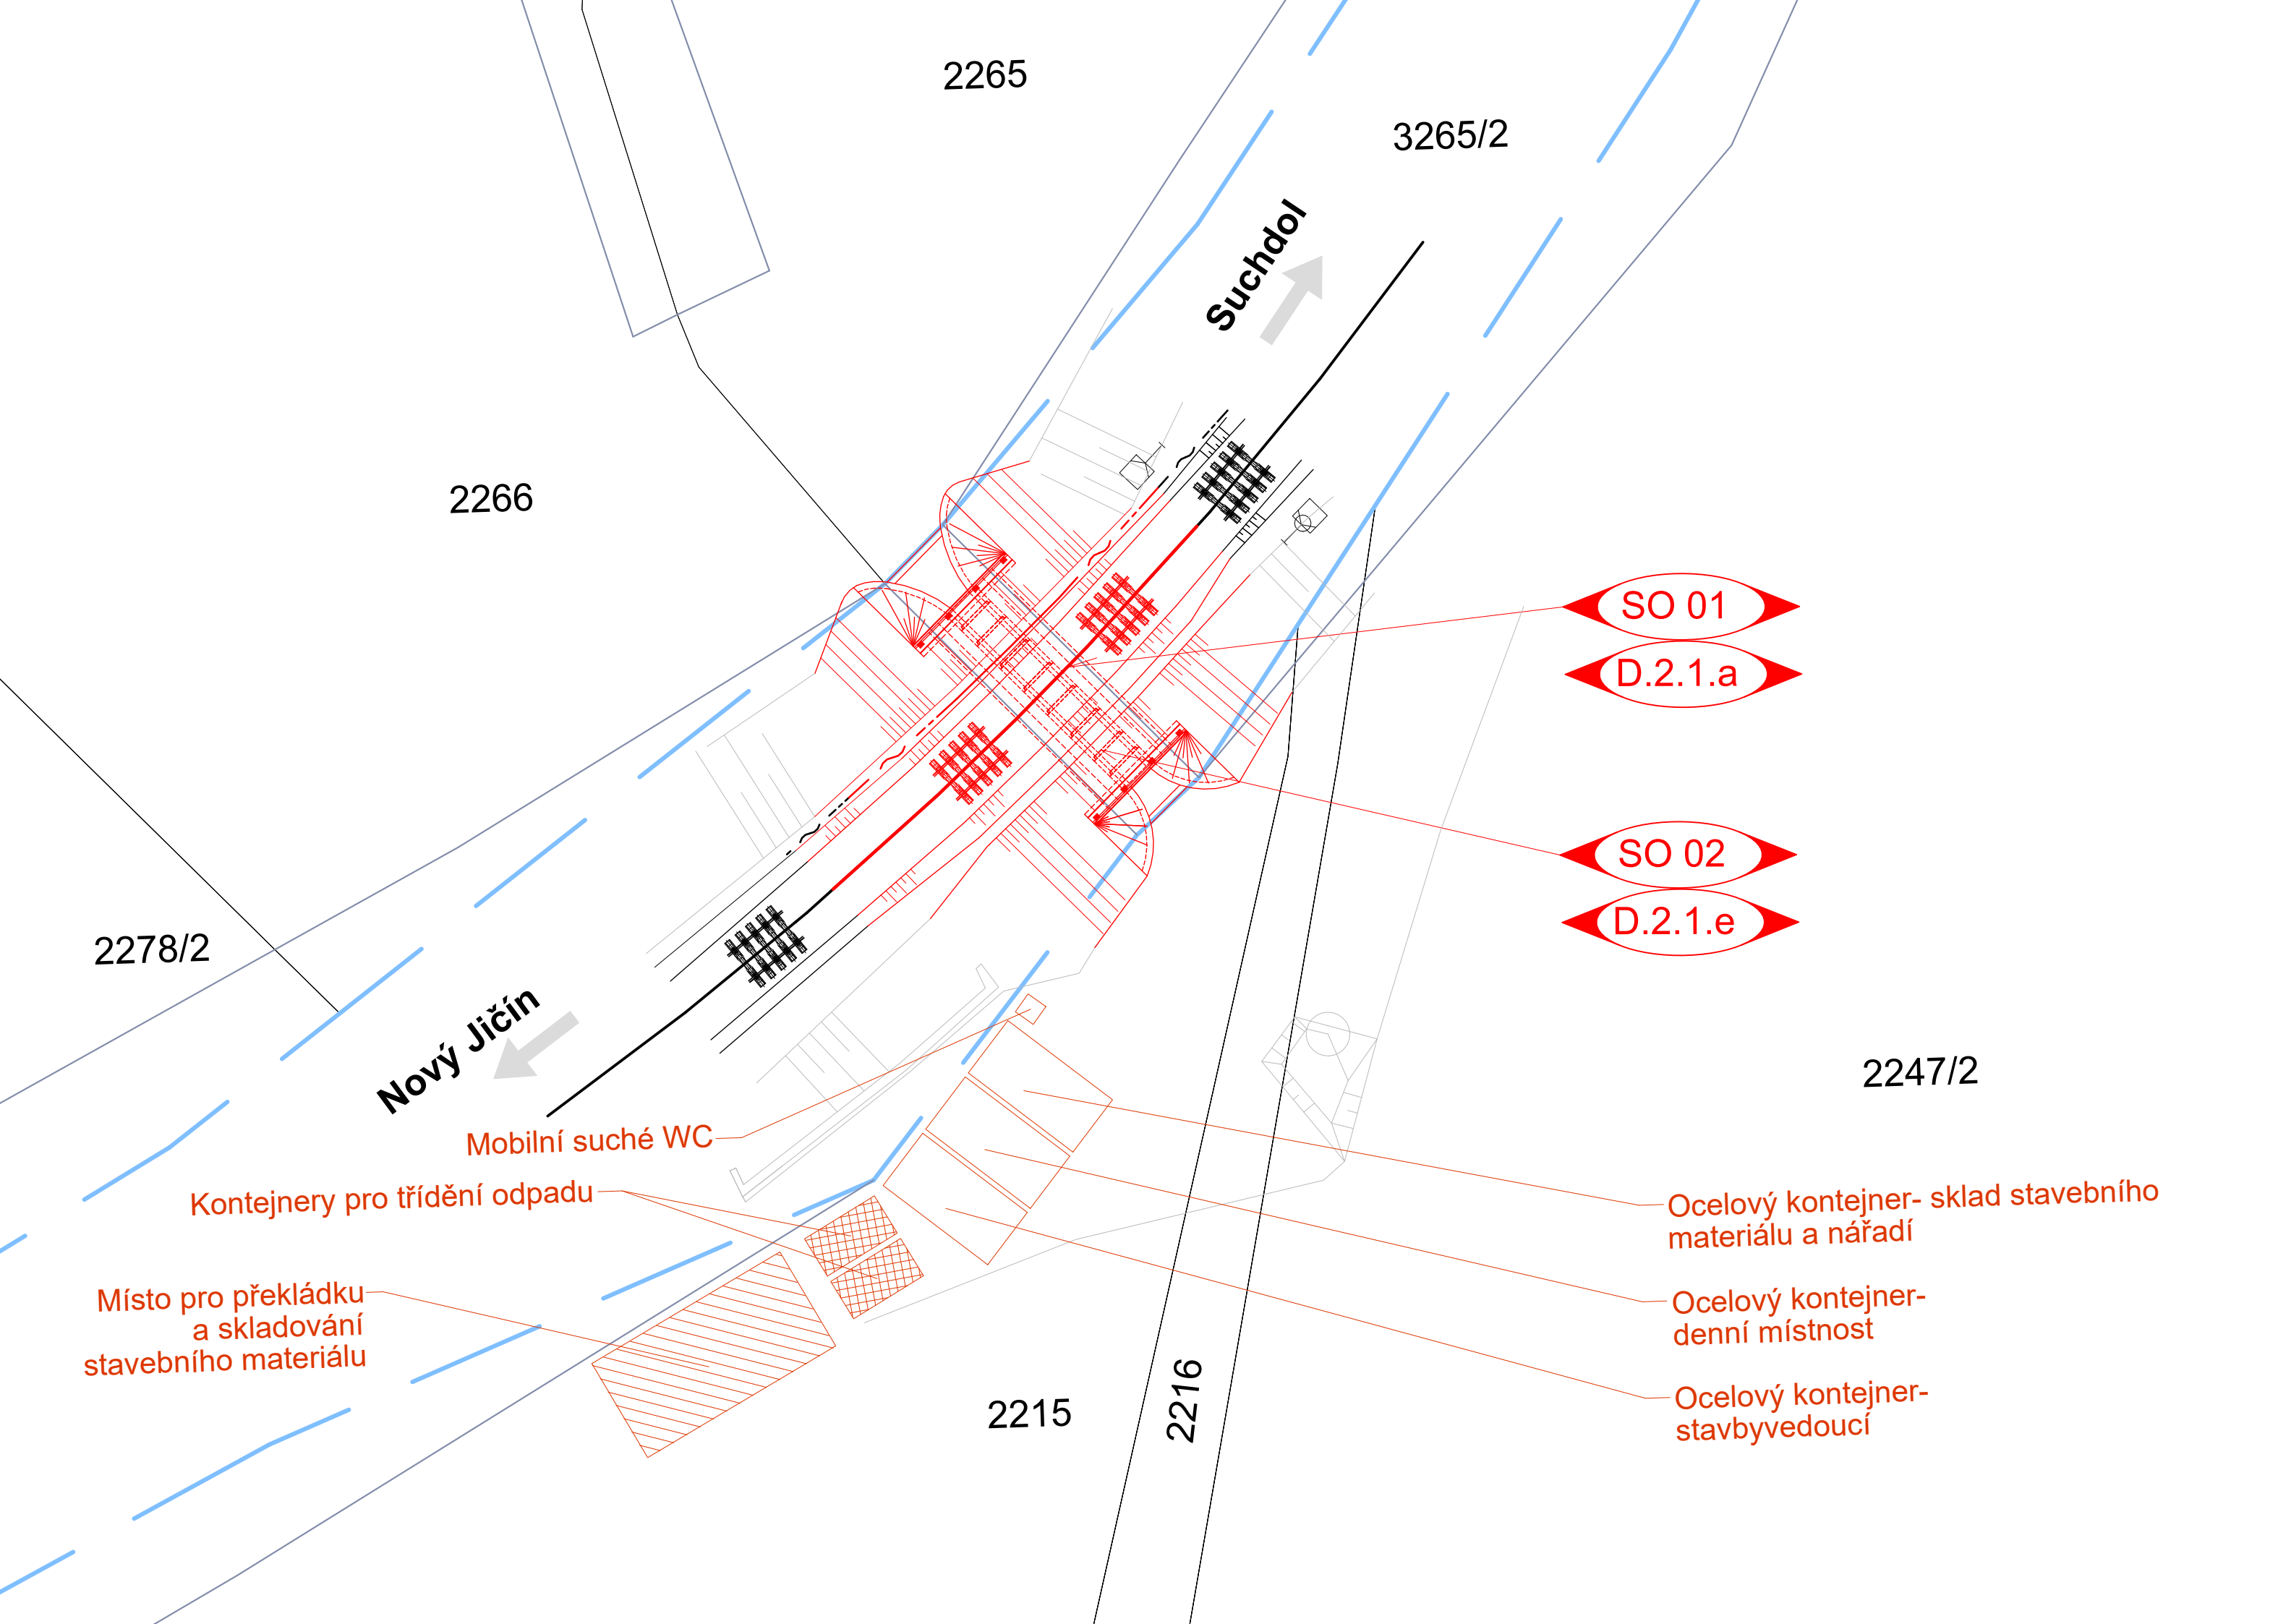 2265
3265/2
Suchdol
2266
SO 01
D.2.1.a
SO 02
D.2.1.e
2278/2
Nový Jičín
2247/2
Mobilní suché WC
Kontejnery pro třídění odpadu
Místo pro překládku
a skladování
stavebního materiálu
Ocelový kontejner- sklad stavebního
materiálu a nářadí
Ocelový kontejner-
denní místnost
Ocelový kontejner-
stavbyvedoucí
2215
2216